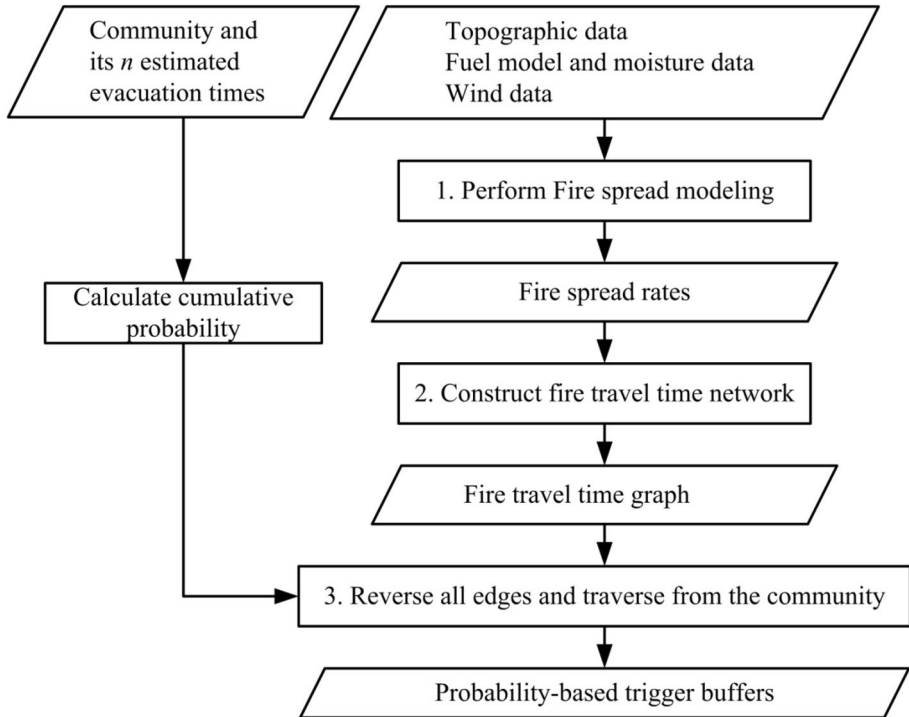 Community and
its n estimated
evacuation times
Topographic data
Fuel model and moisture data
Wind data
1. Perform Fire spread modeling
Fire spread rates
Calculate cumulative
probability
2. Construct fire travel time network
Fire travel time graph
3. Reverse all edges and traverse from the community
Probability-based trigger buffers